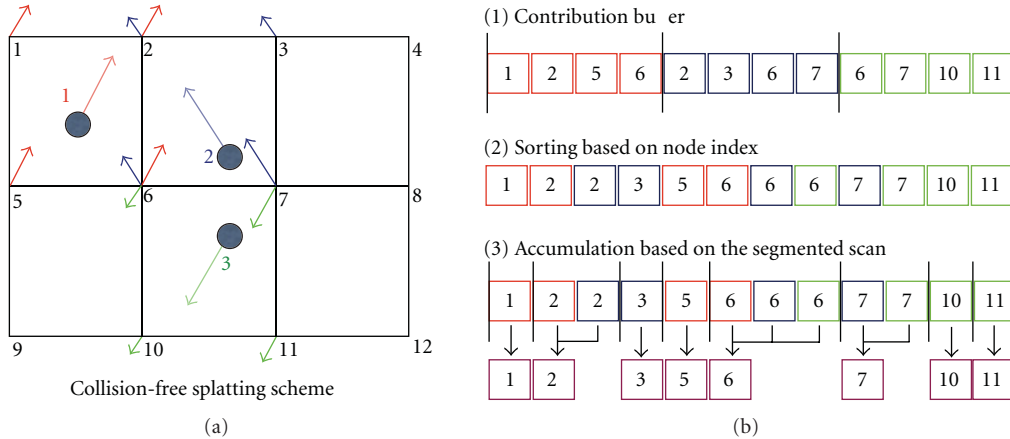 1 2 3 4
1
2
5 6 7 8
3
9 10 11 12
Collision-free splatting scheme
(a)
(1) Contribution bu er
1 2 5 6 2 3 6 7 6 7 10 11
(2) Sorting based on node index
1 2 2 3 5 6 6 6 7 7 10 11
(3) Accumulation based on the segmented scan
1 2 2 3 5 6 6 6 7 7 10 11
1 2 3 5 6 7 10 11
(b)